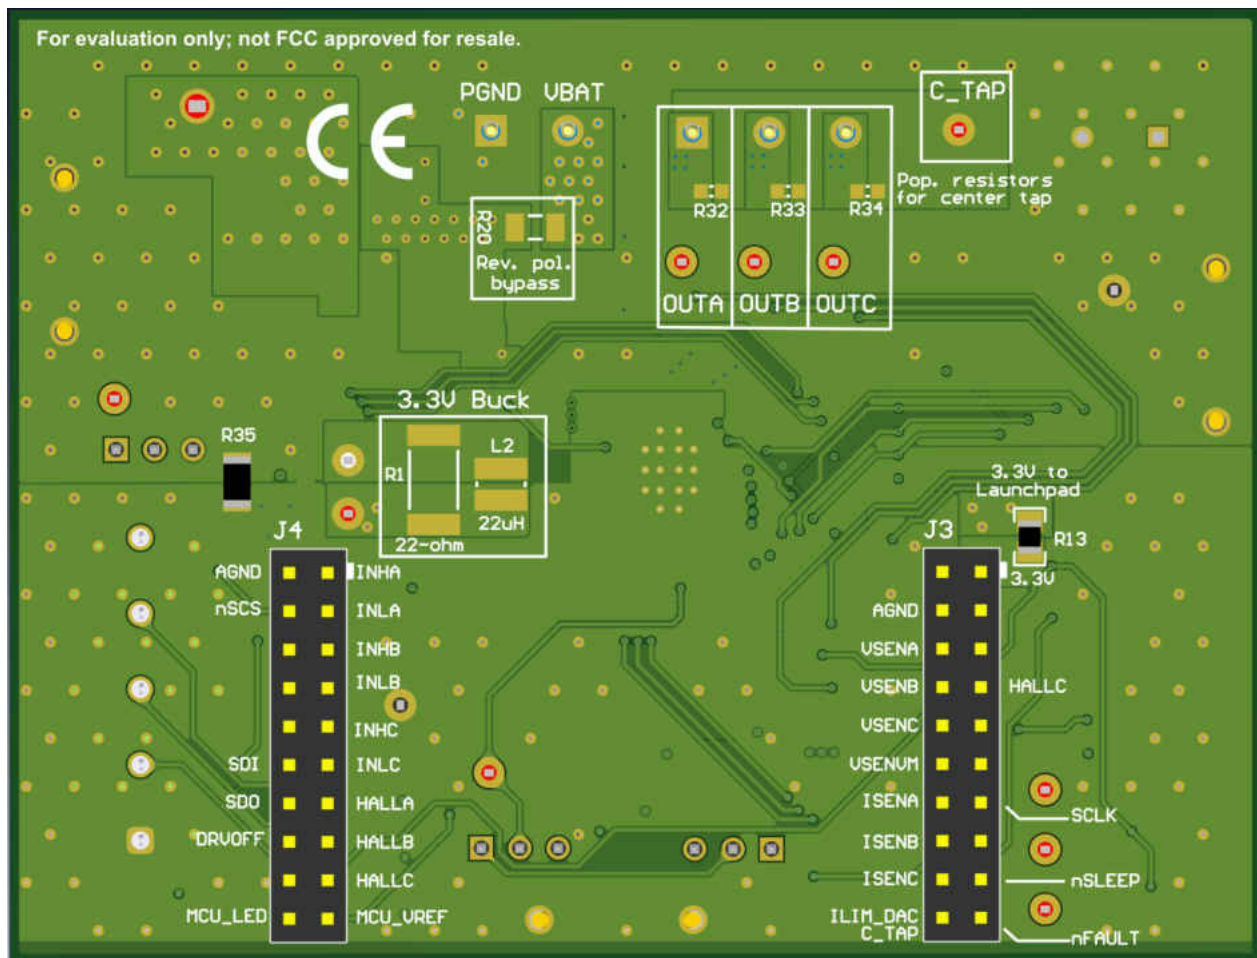 For evaluation only; not FCC approved for resale.
CE
PGND
VBAT
C_TAP
Pop. resistors
for center tap
R32
R33
R34
R20
Rev. pol.
bypass
OUTA
OUTB
OUTC
3.3V Buck
R35
R1
L2
22uH
22-ohm
3.3V to
Launchpad
R13
3.3V
J4
J3
AGND
INHA
nSCS
INLA
INHB
INLB
INHC
SDI
INLC
SDO
HALLA
DRVOFF
HALLB
HALLC
MCU_LED
MCU_VREF
AGND
VSENA
VSENB
HALLC
VSENC
VSENVM
ISENA
SCLK
ISENB
ISENC
nSLEEP
ILIM_DAC
C_TAP
nFAULT